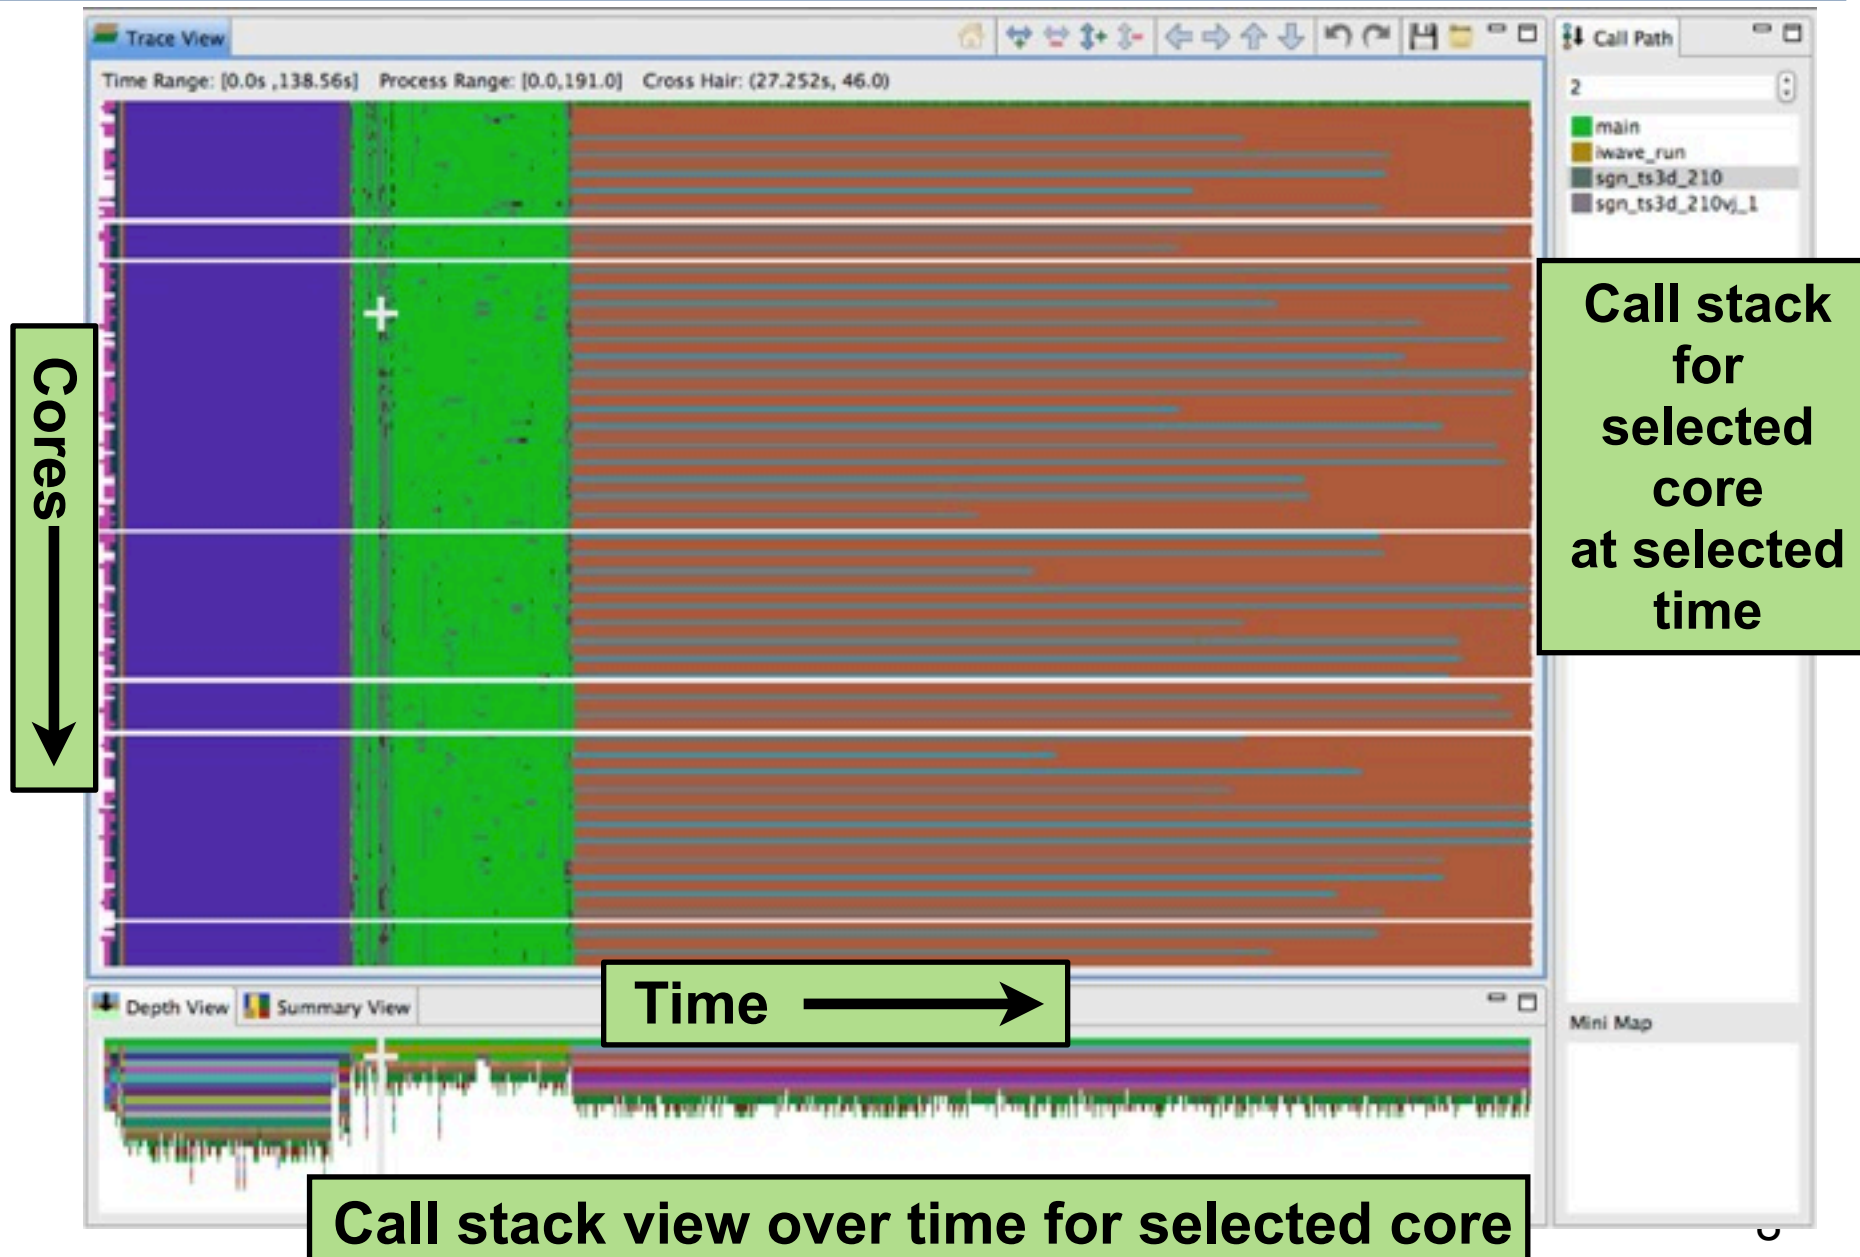 Trace View
Call Path
Time Range: [0.0s ,138.56s] Process Range: [0.0,191.0] Cross Hair: (27.252s, 46.0)
2
main
iwave_run
sgn_ts3d_210
sgn_ts3d_210vj_1
Call stack
for
selected
core
at selected
time
Cores
Time
Depth View
Summary View
Mini Map
Call stack view over time for selected core